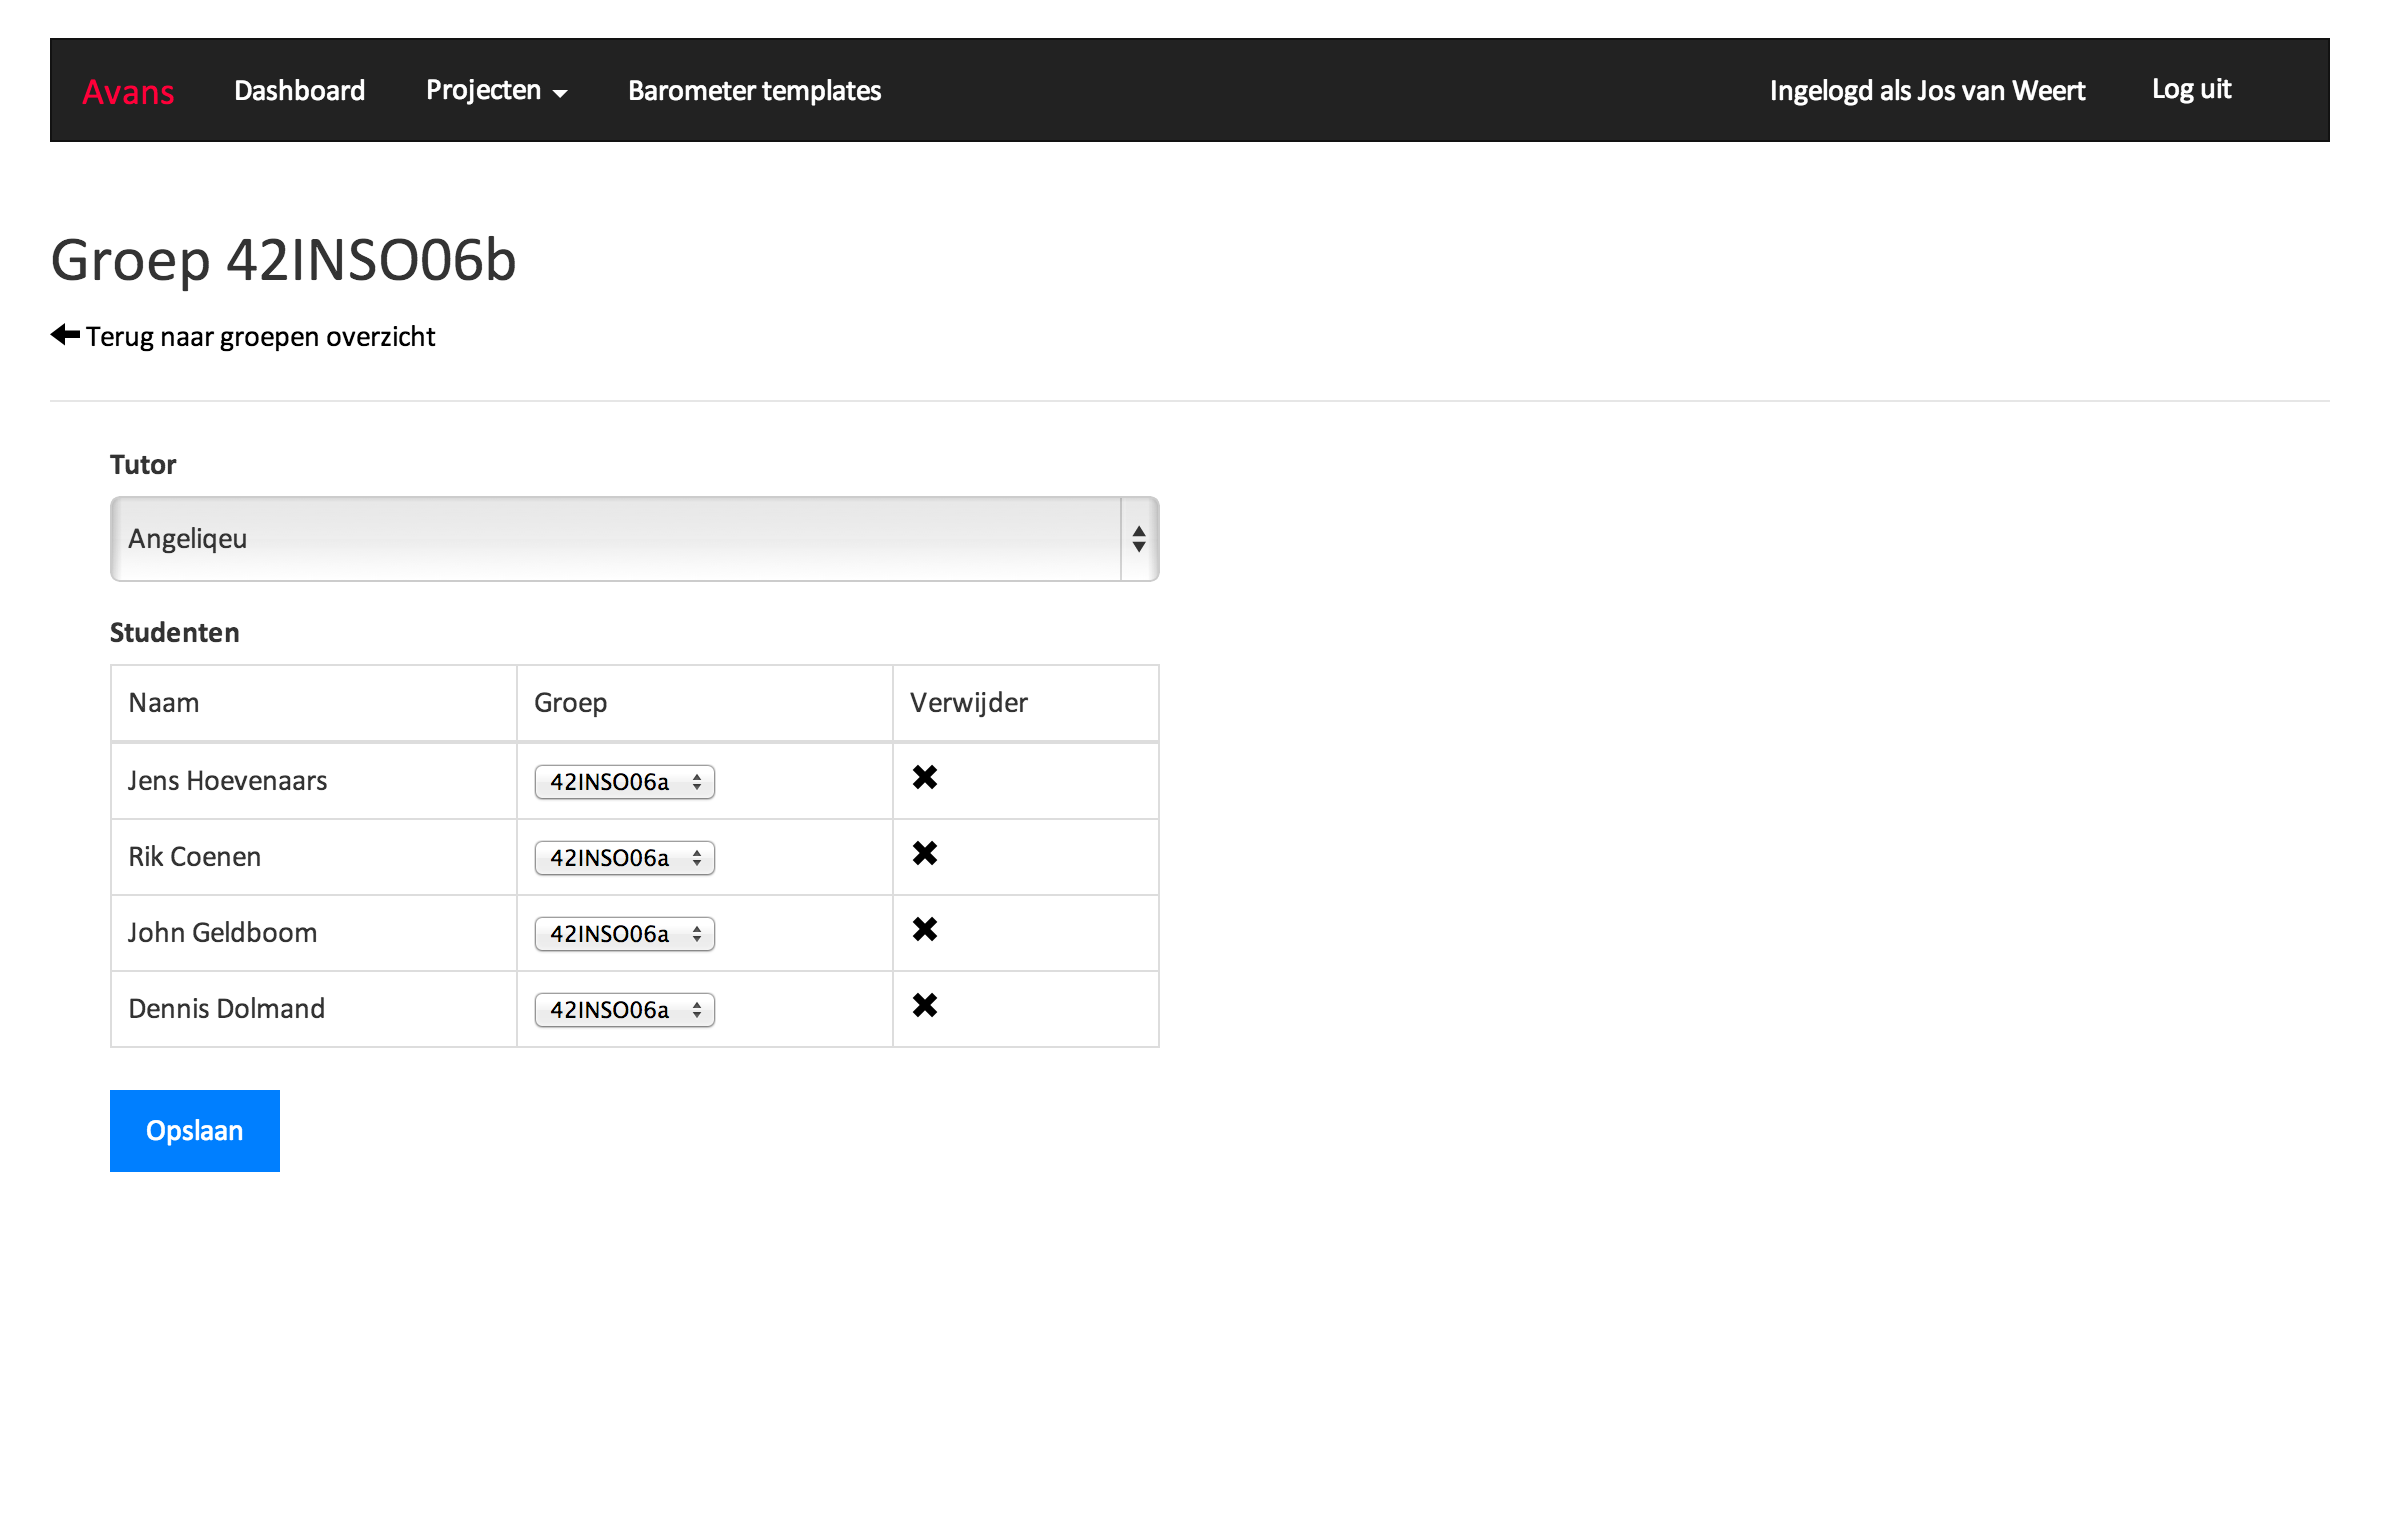 Avans Dashboard Projecten Barometer templates Ingelogd als Jos van Weert Log uit
Groep 42INSO06b
Terug naar groepen overzicht
Tutor
Angeliqeu
Studenten
Naam Groep Verwijder
Jens Hoevenaars 42INSO06a
Rik Coenen 42INSO06a
John Geldboom 42INSO06a
Dennis Dolmand 42INSO06a
Opslaan